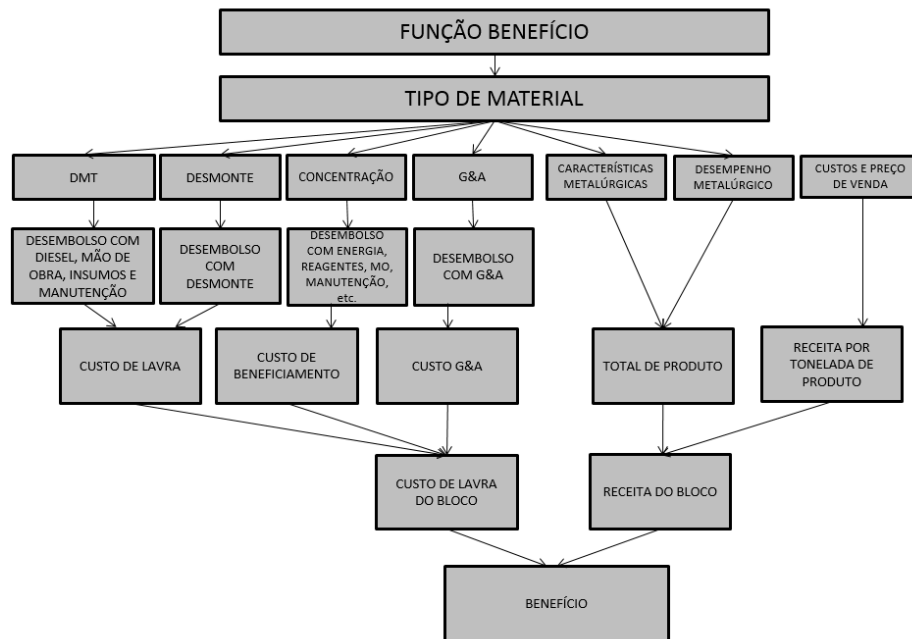 FUNÇÃO BENEFÍCIO
TIPO DE MATERIAL
DMT
DESMONTE
CONCENTRAÇÃO
G&A
CARACTERÍSTICAS
METALÚRGICAS
DESEMPENHO
METALÚRGICO
CUSTOS E PREÇO
DE VENDA
DESEMBOLSO COM
DIESEL, MÃO DE
OBRA, INSUMOS E
MANUTENÇÃO
DESEMBOLSO
COM
DESMONTE
DESEMBOLSO
COM ENERGIA,
REAGENTES, MO,
MANUTENÇÃO,
etc.
DESEMBOLSO
COM G&A
CUSTO DE LAVRA
CUSTO DE
BENEFICIAMENTO
CUSTO G&A
TOTAL DE PRODUTO
RECEITA POR
TONELADA DE
PRODUTO
CUSTO DE LAVRA
DO BLOCO
RECEITA DO BLOCO
BENEFÍCIO